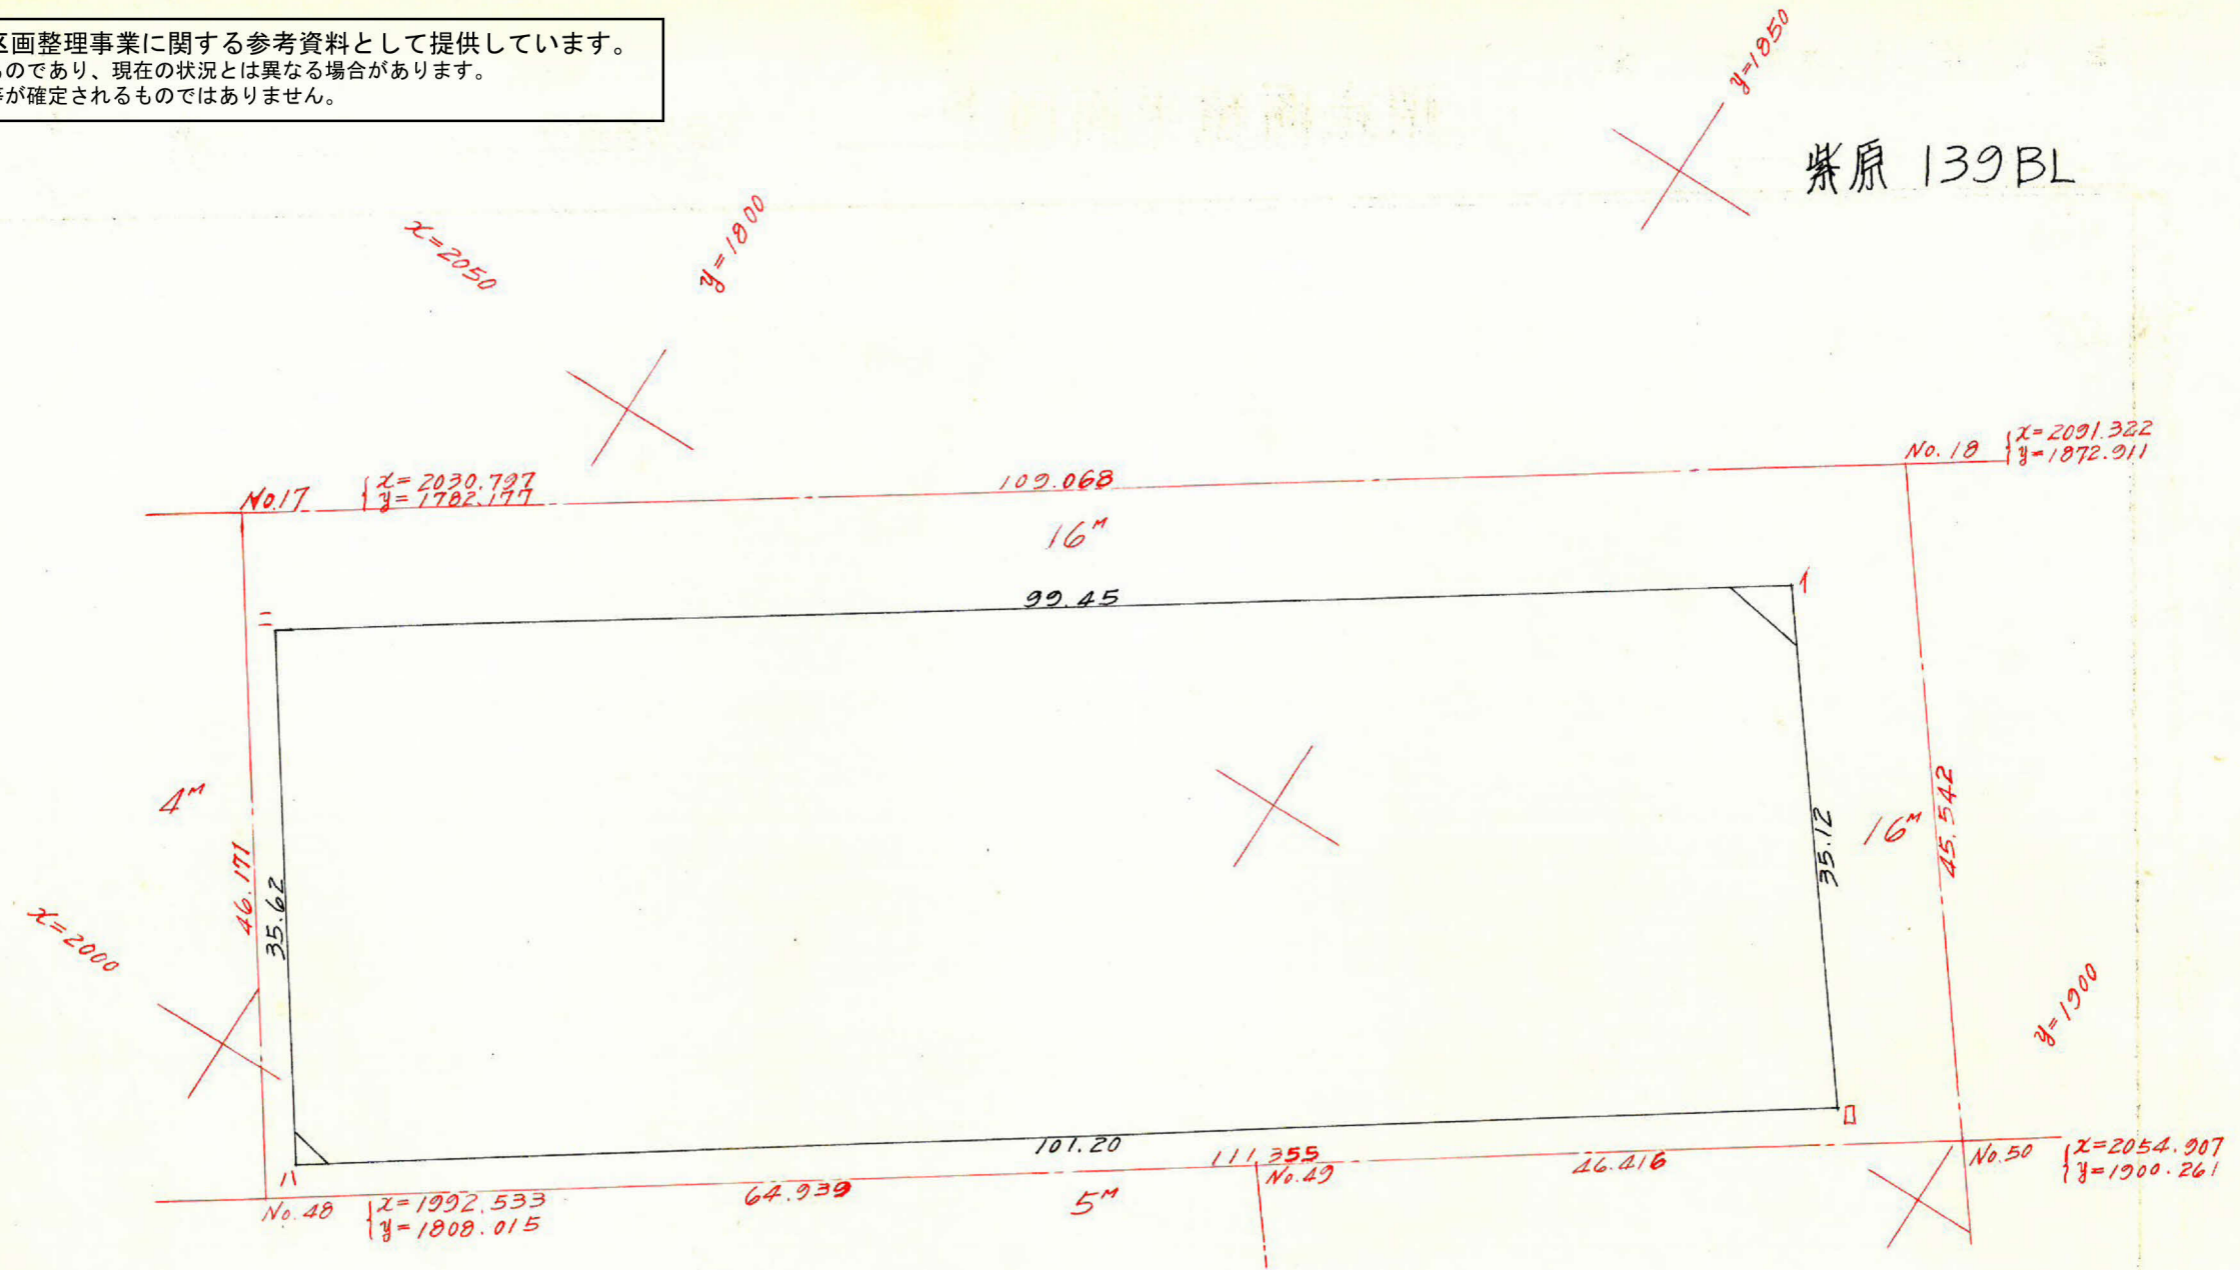 区画整理事業に関する参考資料として提供しています。
ものであり、現在の状況とは異なる場合があります。
等が確定されるものではありません。
y=1850
紫原 139BL
x=2050
y=1800
No.18
x=2091.322
y=1872.911
No.17
x=2030.797
y=1782.177
109.068
16M
99.45
イ
ニ
4M
46.171
35.62
35.12
16M
45.542
x=2000
y=1900
ロ
ハ
101.20
111.355
No.49
46.416
No.50
x=2054.907
y=1900.261
No.48
x=1992.533
y=1808.015
64.939
5M